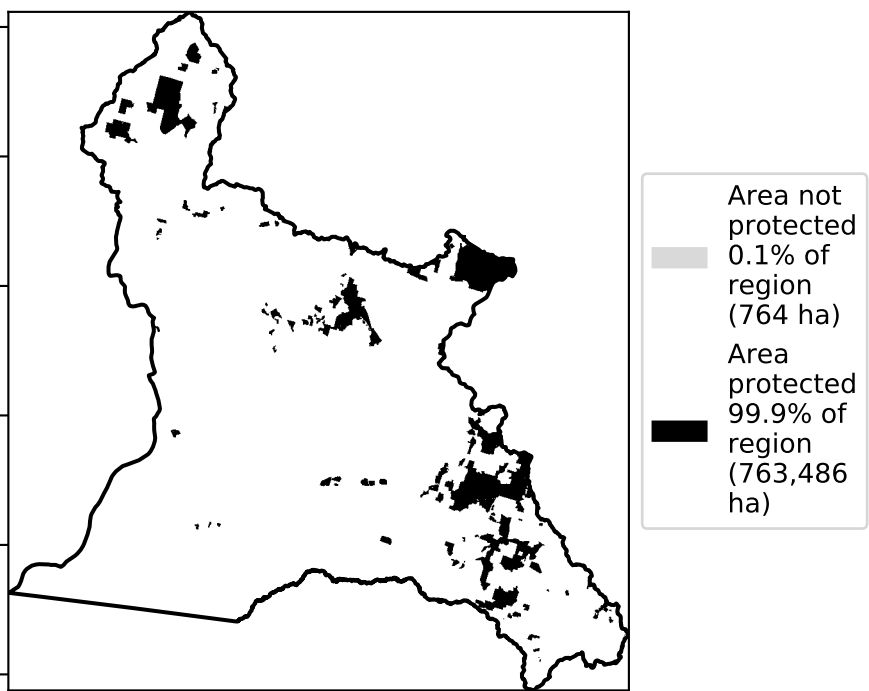 Area not
protected
0.1% of
region
(764 ha)
Area
protected
99.9% of
region
(763,486
ha)